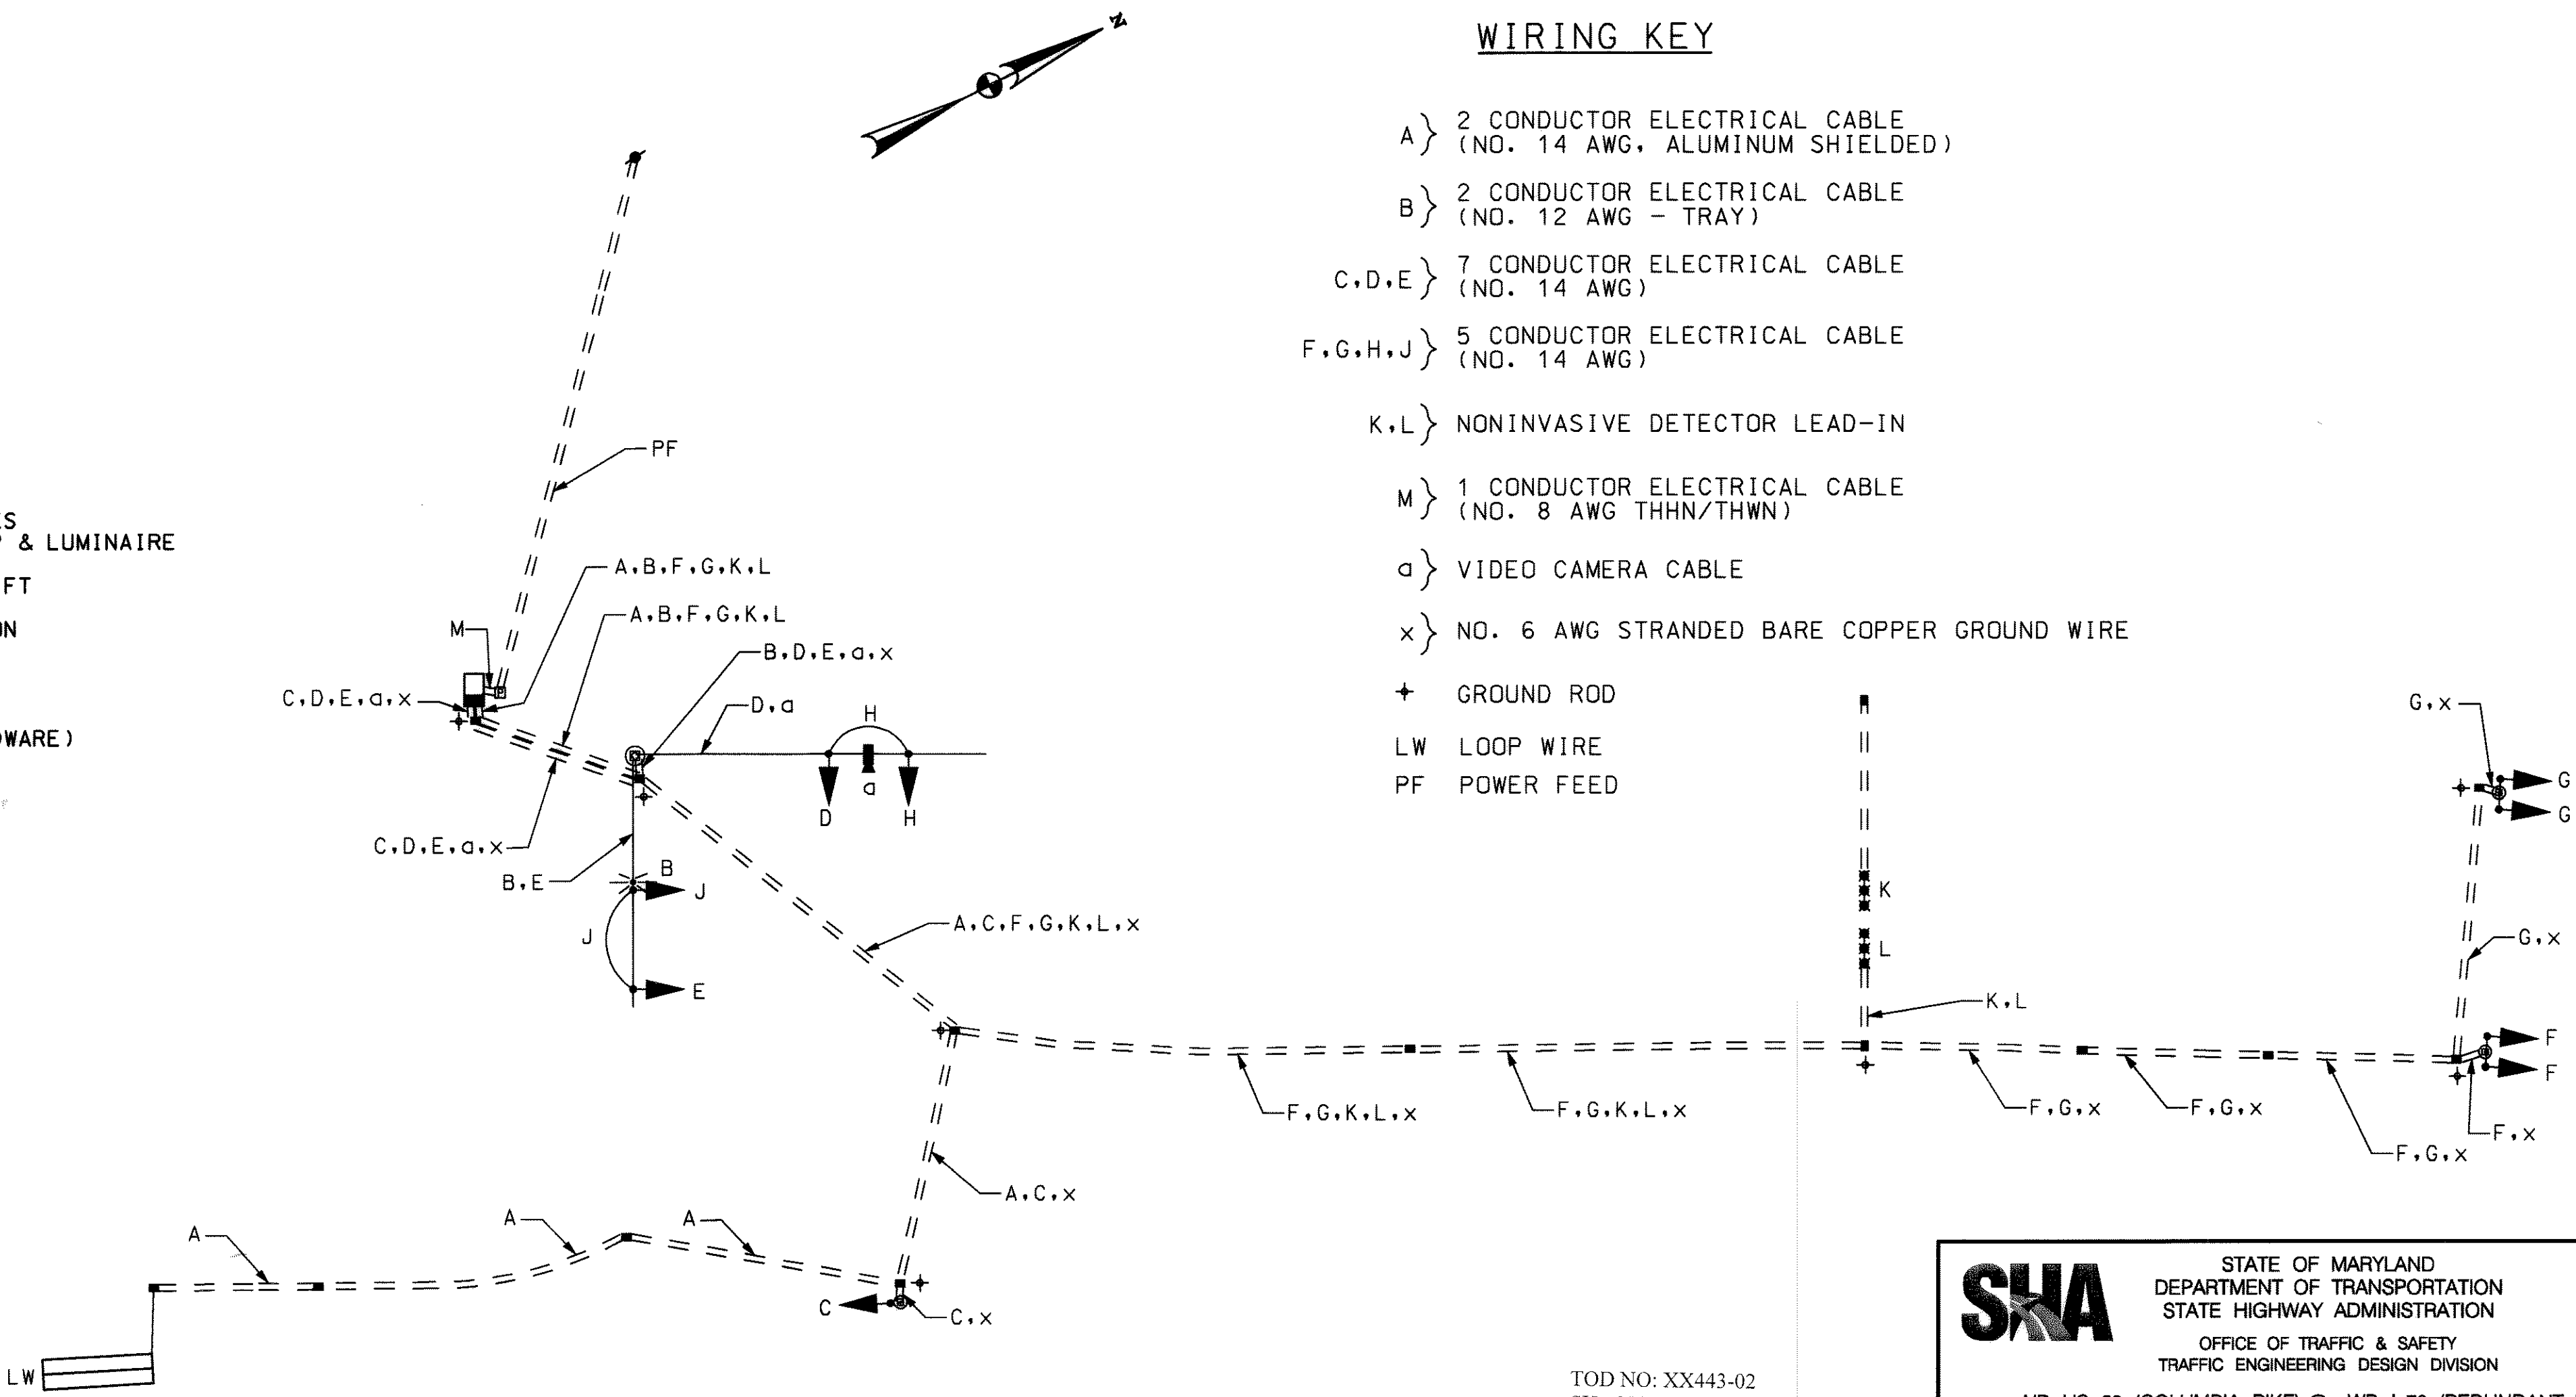 N
WIRING KEY
A} 2 CONDUCTOR ELECTRICAL CABLE
(NO. 14 AWG, ALUMINUM SHIELDED)
B} 2 CONDUCTOR ELECTRICAL CABLE
(NO. 12 AWG - TRAY)
C,D,E} 7 CONDUCTOR ELECTRICAL CABLE
(NO. 14 AWG)
F,G,H,J} 5 CONDUCTOR ELECTRICAL CABLE
(NO. 14 AWG)
K,L} NONINVASIVE DETECTOR LEAD-IN
M} 1 CONDUCTOR ELECTRICAL CABLE
(NO. 8 AWG THHN/THWN)
a} VIDEO CAMERA CABLE
x} NO. 6 AWG STRANDED BARE COPPER GROUND WIRE
GROUND ROD
LW LOOP WIRE
PF POWER FEED
& LUMINAIRE
PF
A,B,F,G,K,L
A,B,F,G,K,L
M
B,D,E,a,x
C,D,E,a,x
D,a
H
D
a
H
C,D,E,a,x
B,E
B
J
J
E
A,C,F,G,K,L,x
K
L
K,L
G,x
G
G
G,x
F
F
F,x
F,G,K,L,x
F,G,K,L,x
F,G,x
F,G,x
F,G,x
A,C,x
A
A
A
C
C,x
LW
TOD NO: XX443-02
SHA
STATE OF MARYLAND
DEPARTMENT OF TRANSPORTATION
STATE HIGHWAY ADMINISTRATION
OFFICE OF TRAFFIC & SAFETY
TRAFFIC ENGINEERING DESIGN DIVISION